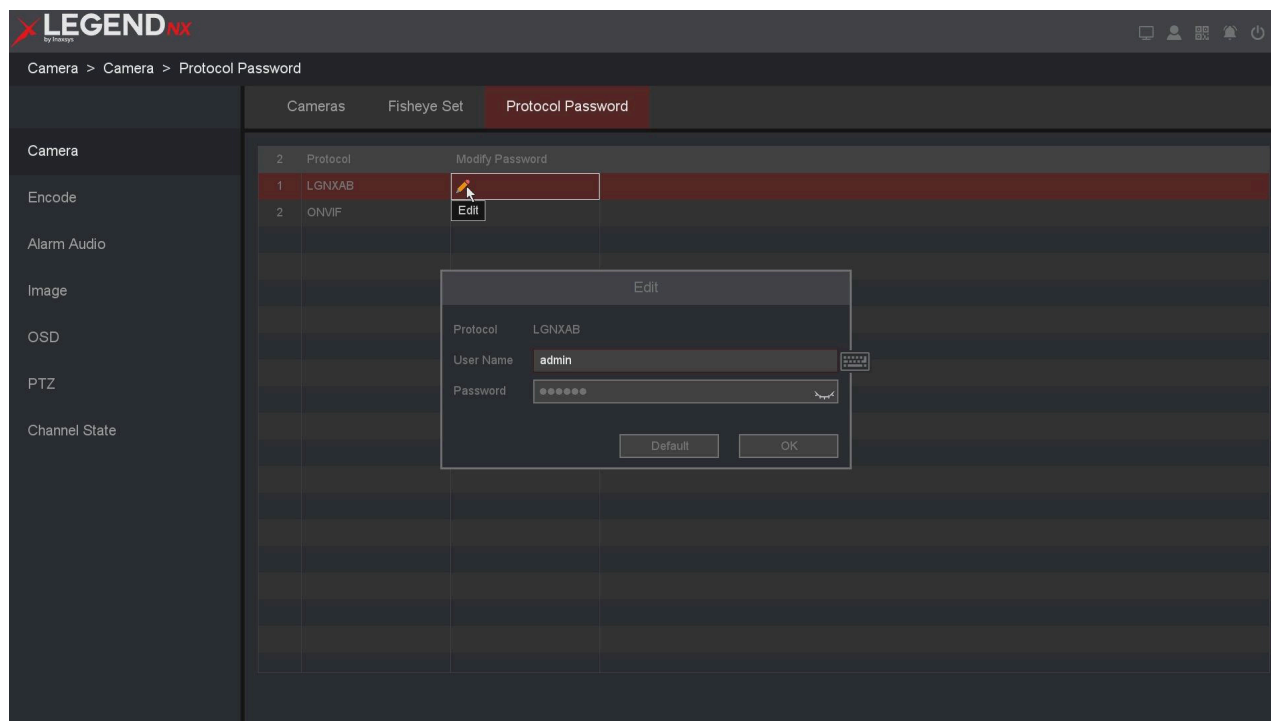 LEGENDNX
by Inaxsys
Camera > Camera > Protocol Password
Cameras Fisheye Set Protocol Password
Camera
Encode
Alarm Audio
Image
OSD
PTZ
Channel State
2 Protocol Modify Password
1 LGNXAB
2 ONVIF Edit
Edit
Protocol LGNXAB
User Name admin
Password ●●●●●●
Default OK